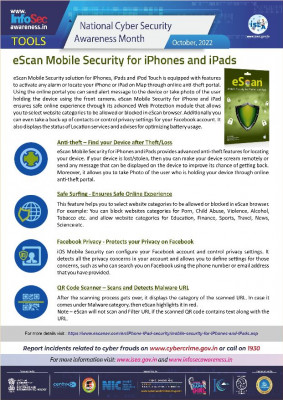 www.
InfoSec
awareness.in
TOOLS
National Cyber Security
Awareness Month
October, 2022
isea
eScan Mobile Security for iPhones and iPads
eScan Mobile Security solution for iPhones, iPads and iPod Touch is equipped with features
to activate any alarm or locate your iPhone or iPad on Map through online anti-theft portal.
Using the online portal you can send alert message to the device or take photo of the user
holding the device using the front camera. eScan Mobile Security for iPhone and iPad
ensures safe online experience through its advanced Web Protection module that allows
you to select website categories to be allowed or blocked in eScan browser. Additionally you
can even take a back up of contacts or control privacy settings for your Facebook account. It
also displays the status of Location services and advises for optimizing battery usage.
eScan
Anti-theft – Find your Device after Theft/Loss
eScan Mobile Security for iPhones and iPads provides advanced anti-theft features for locating
your device. If your device is lost/stolen, then you can make your device scream remotely or
send any message that can be displayed on the device to improve its chance of getting back.
Moreover, it allows you to take Photo of the user who is holding your device through online
anti-theft portal.
Safe Surfing - Ensures Safe Online Experience
This feature helps you to select website categories to be allowed or blocked in eScan browser.
For example: You can block websites categories for Porn, Child Abuse, Violence, Alcohol,
Tobacco etc. and allow website categories for Education, Finance, Sports, Travel, News,
Sciencewiz.
Facebook Privacy - Protects your Privacy on Facebook
iOS Mobile Security can configure your Facebook account and control privacy settings. It
detects all the privacy concerns in your account and allows you to define settings for those
concerns, such as who can search you on Facebook using the phone number or email address
that you have provided.
QR Code Scanner – Scans and Detects Malware URL
After the scanning process gets over, it displays the category of the scanned URL. In case it
comes under Malware category, then eScan highlights it in red.
Note – eScan will not scan and Filter URL if the scanned QR code contains text along with the
URL.
For more details visit :
Report incidents related to cyber frauds on www.cybercrime.gov.in or call on 1930
For more information visit: www.isea.gov.in and www.infosecawareness.in
NIC